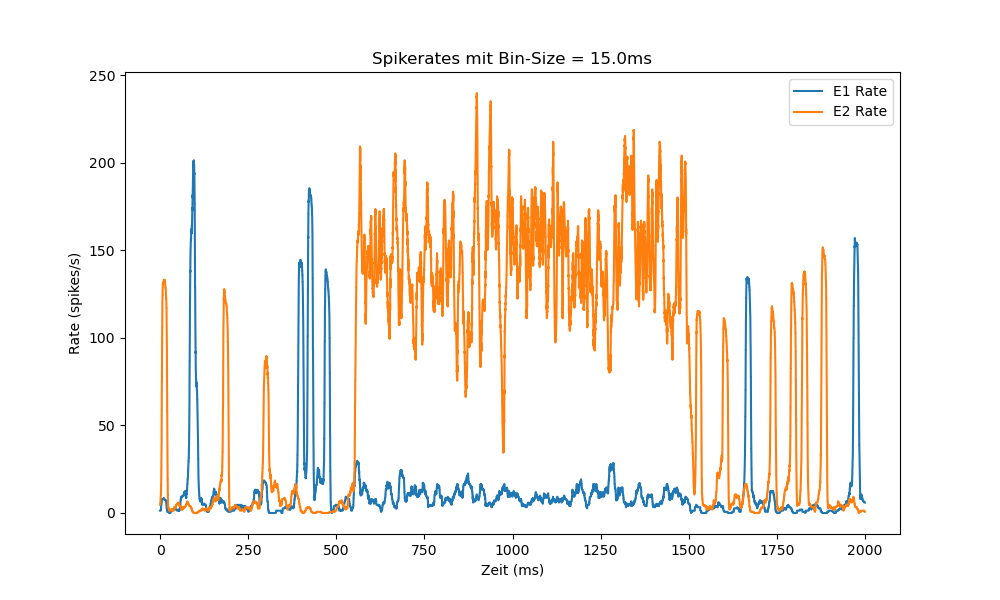 Spikerates mit Bin-Size = 15.0ms
E1 Rate
E2 Rate
Rate (spikes/s)
250
200
150
100
50
0
0 250 500 750 1000 1250 1500 1750 2000
Zeit (ms)